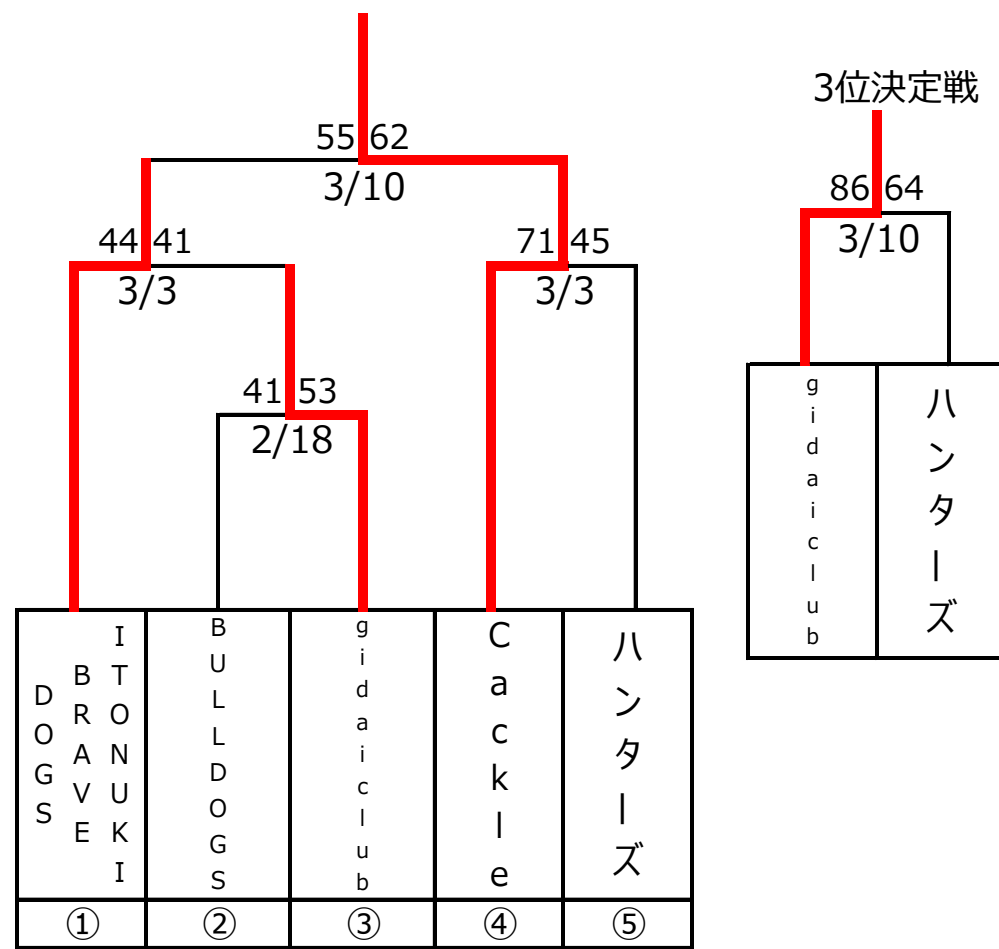 3位決定戦
55 62
3/10
86 64
3/10
44 41
3/3
71 45
3/3
41 53
2/18
gidaiclub
ハンターズ
ITONUKI
BRAVE
DOGS
BULLDOGS
gidaiclub
Cackle
ハンターズ
① ② ③ ④ ⑤